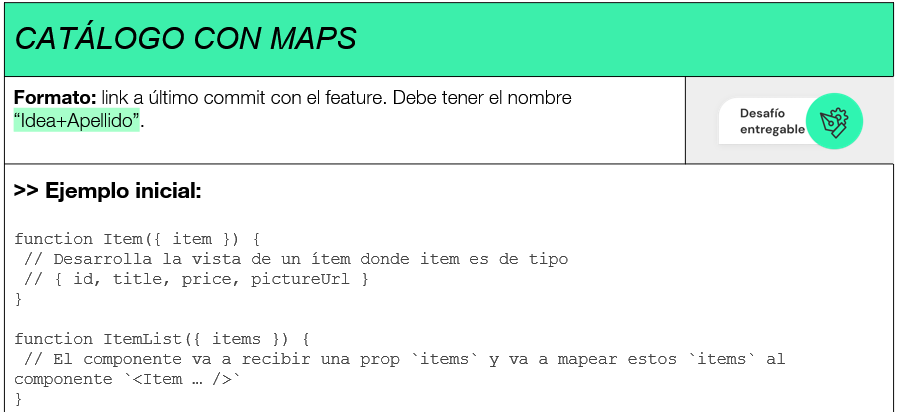 CATÁLOGO CON MAPS
Formato: link a último commit con el feature. Debe tener el nombre
“Idea+Apellido”.
Desafío
entregable
>> Ejemplo inicial:
function Item({ item }) {
// Desarrolla la vista de un ítem donde item es de tipo
// { id, title, price, pictureUrl }
}
function ItemList({ items }) {
// El componente va a recibir una prop `items` y va a mapear estos `items` al
componente `<Item … />`
}